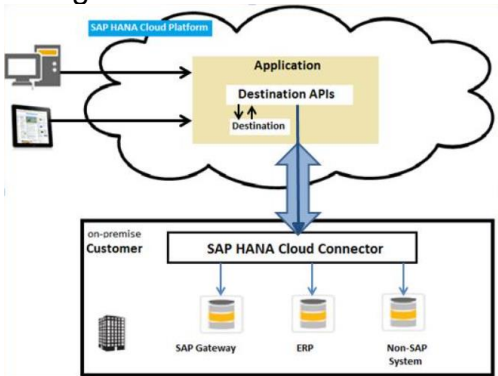 SAP HANA Cloud Platform
Application
Destination APIs
Destination
on-premise
Customer
SAP HANA Cloud Connector
SAP Gateway
ERP
Non-SAP
System